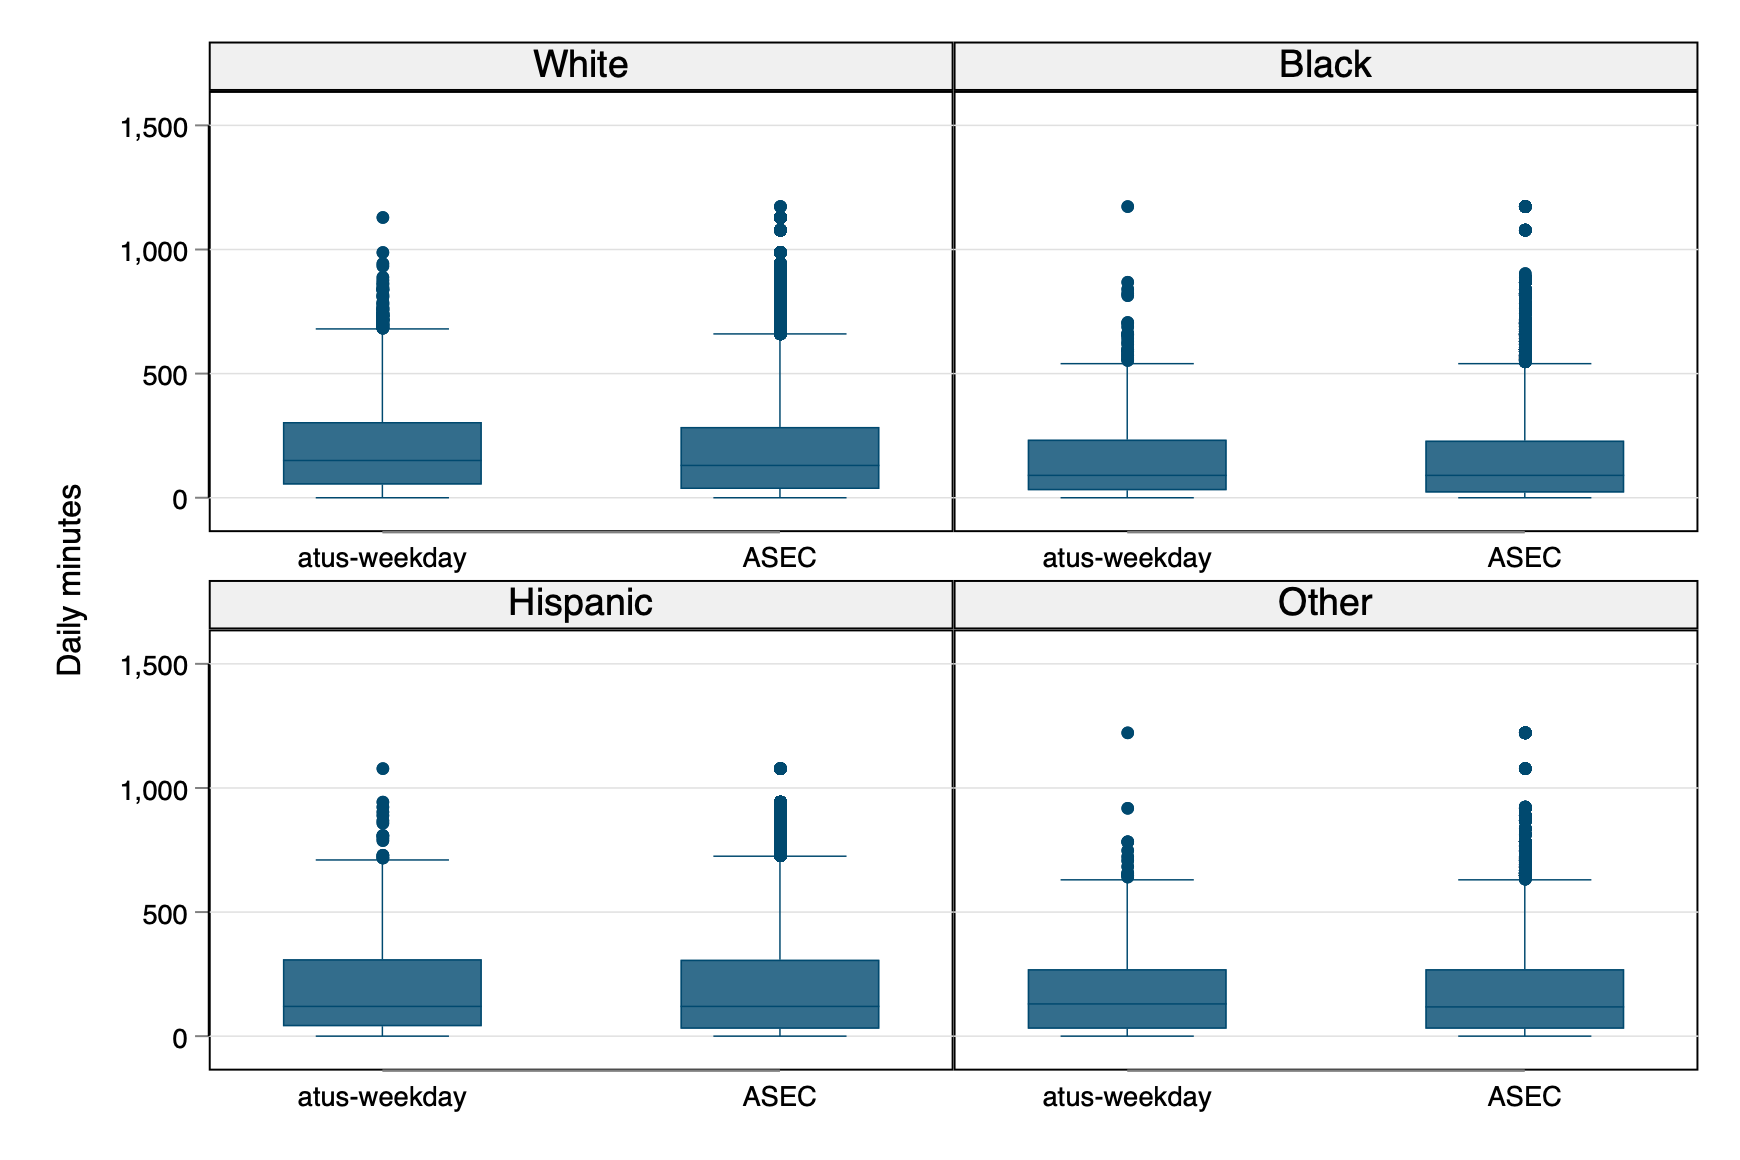 White
Black
1,500
1,000
500
0
atus-weekday
ASEC
atus-weekday
ASEC
Daily minutes
Hispanic
Other
1,500
1,000
500
0
atus-weekday
ASEC
atus-weekday
ASEC